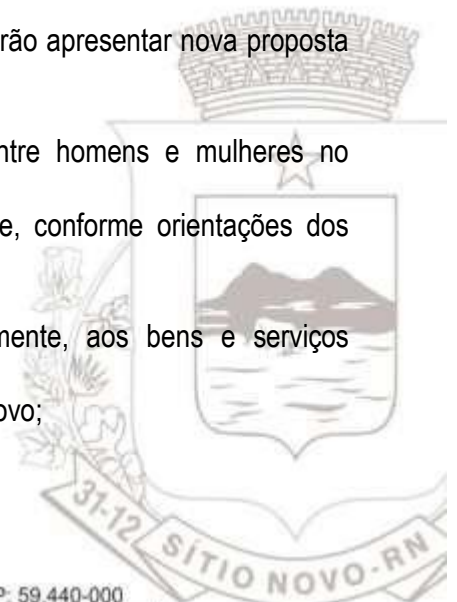 rão apresentar nova proposta
ntre homens e mulheres no
e, conforme orientações dos
mente, aos bens e serviços
ovo;
31-12 SÍTIO NOVO-RN
P: 59.440-000